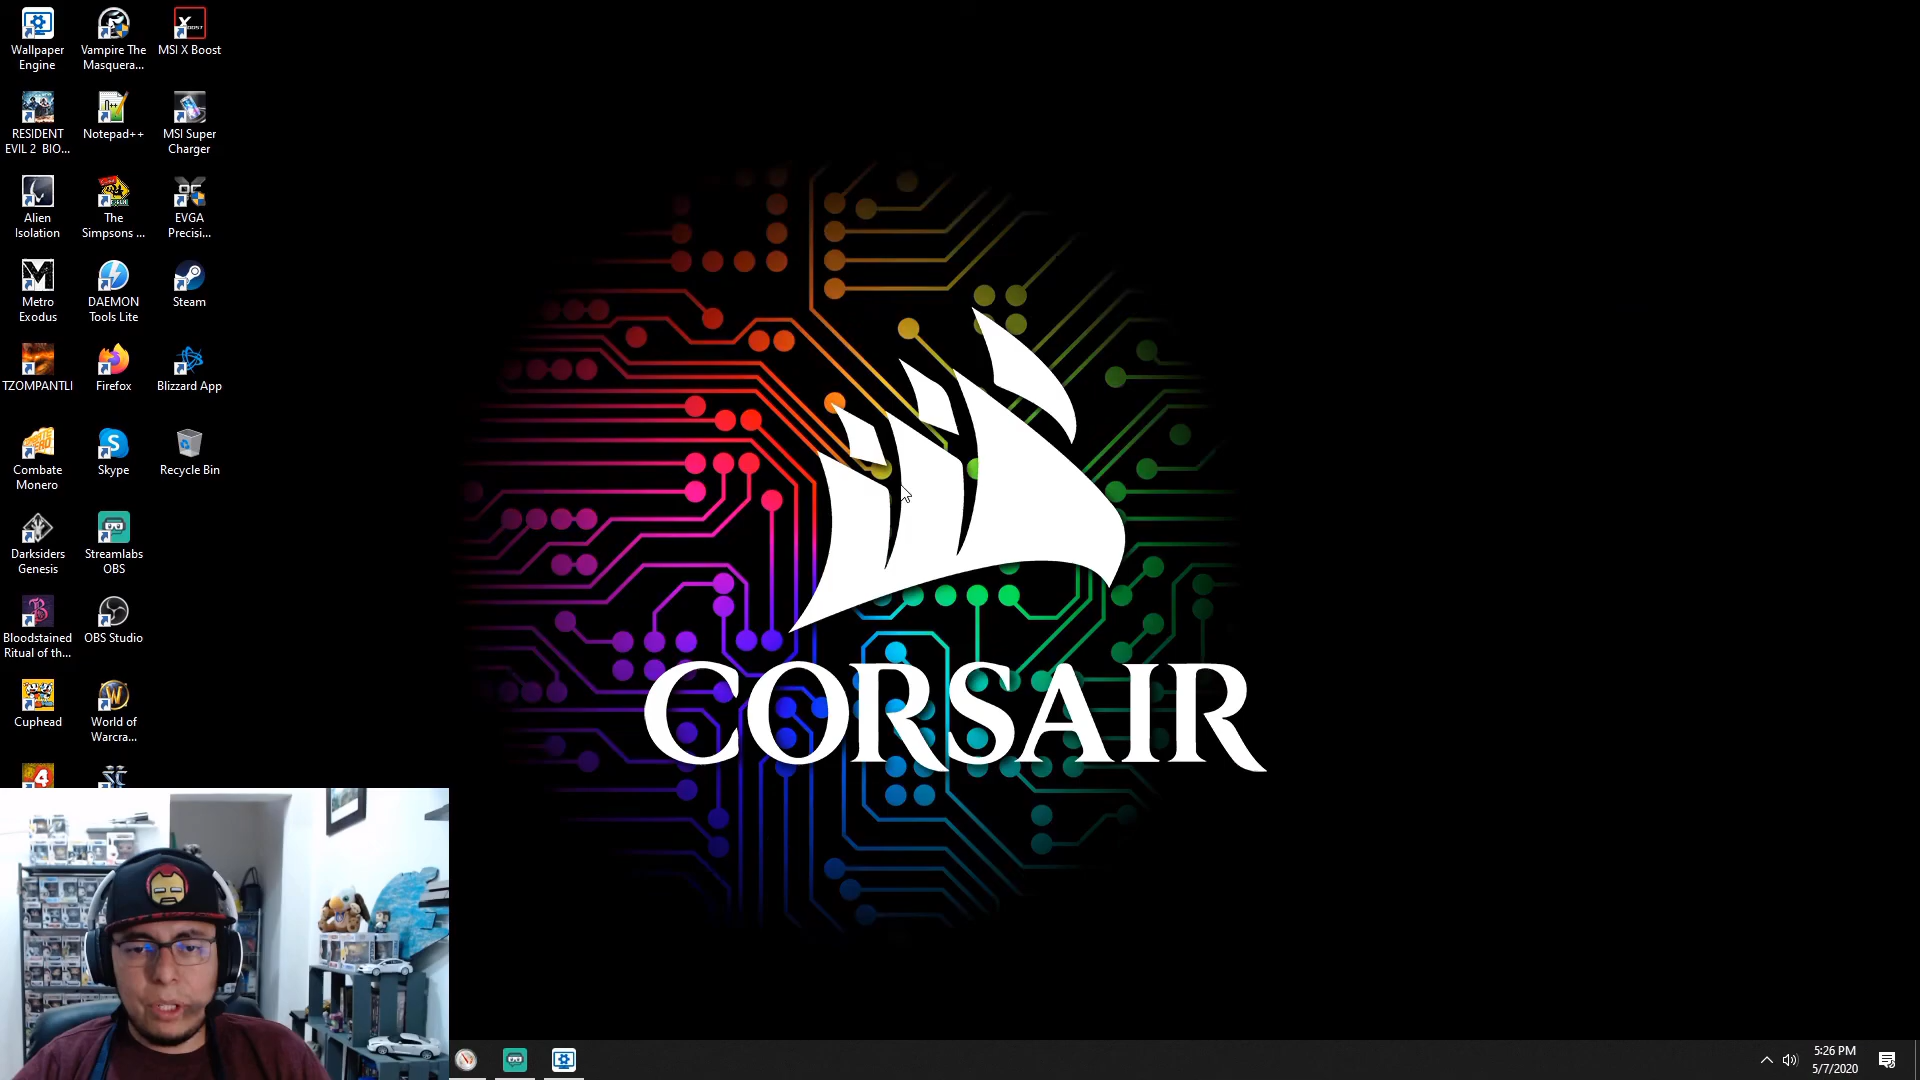 Wallpaper
Engine
Vampire The
Masquera...
MSI X Boost
RESIDENT
EVIL 2 BIO...
Notepad++
MSI Super
Charger
Alien
Isolation
The
Simpsons ...
EVGA
Precisi...
Metro
Exodus
DAEMON
Tools Lite
Steam
TZOMPANTLI
Firefox
Blizzard App
Combate
Monero
Skype
Recycle Bin
Darksiders
Genesis
Streamlabs
OBS
Bloodstained
Ritual of th...
OBS Studio
Cuphead
World of
Warcra...
CORSAIR
5:26 PM
5/7/2020